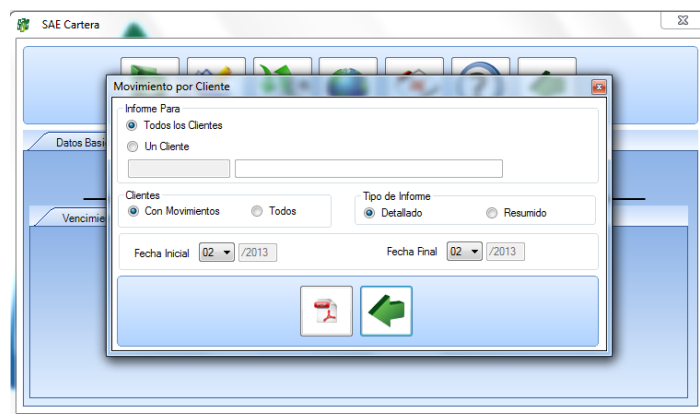 SAE Cartera
Movimiento por Cliente
Informe Para
Todos los Clientes
Un Cliente
Datos Basi
Clientes
Con Movimientos Todos
Tipo de Informe
Detallado Resumido
Vencimie
Fecha Inicial 02 /2013 Fecha Final 02 /2013